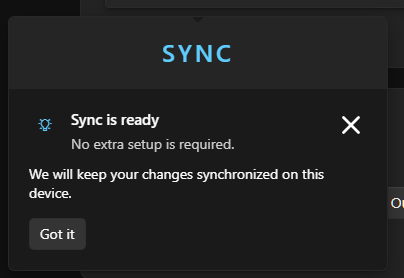 SYNC
Sync is ready
No extra setup is required.
We will keep your changes synchronized on this
device.
Got it